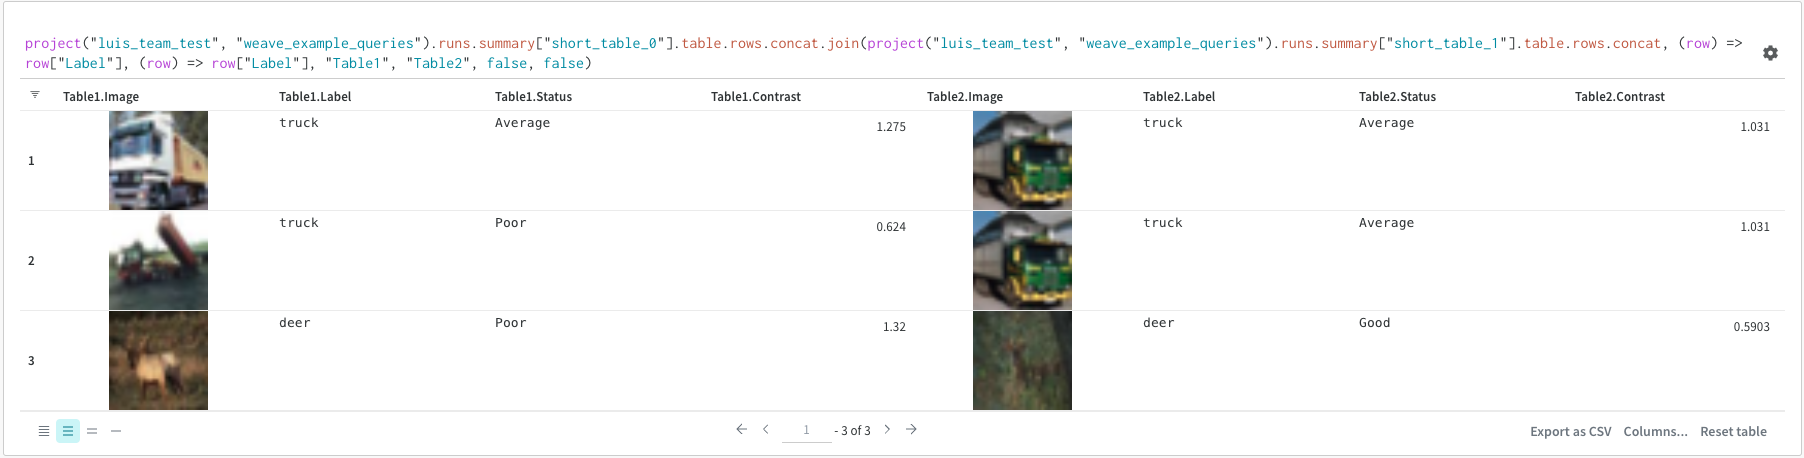 project("luis_team_test", "weave_example_queries").runs.summary["short_table_0"].table.rows.concat.join(project("luis_team_test", "weave_example_queries").runs.summary["short_table_1"].table.rows.concat, (row) =>
row["Label"], (row) => row["Label"], "Table1", "Table2", false, false)
Table1.Image Table1.Label Table1.Status Table1.Contrast Table2.Image Table2.Label Table2.Status Table2.Contrast
1 truck Average 1.275 truck Average 1.031
2 truck Poor 0.624 truck Average 1.031
3 deer Poor 1.32 deer Good 0.5903
1 - 3 of 3 Export as CSV Columns... Reset table